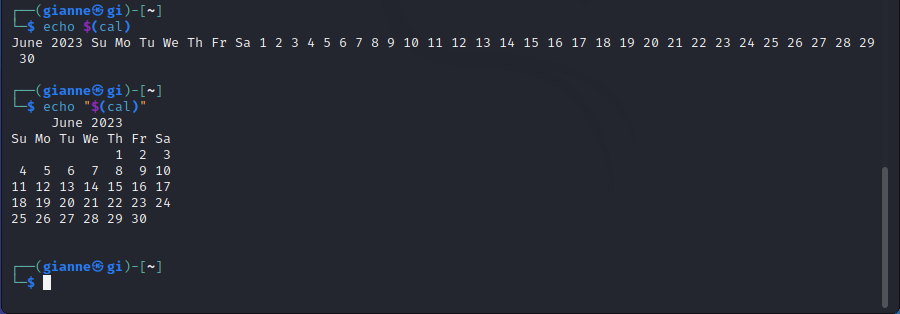 ┌──(gianne㉿gi)-[~]
└─$ echo $(cal)
June 2023 Su Mo Tu We Th Fr Sa 1 2 3 4 5 6 7 8 9 10 11 12 13 14 15 16 17 18 19 20 21 22 23 24 25 26 27 28 29
 30
┌──(gianne㉿gi)-[~]
└─$ echo "$(cal)"
     June 2023
Su Mo Tu We Th Fr Sa
             1  2  3
 4  5  6  7  8  9 10
11 12 13 14 15 16 17
18 19 20 21 22 23 24
25 26 27 28 29 30
┌──(gianne㉿gi)-[~]
└─$